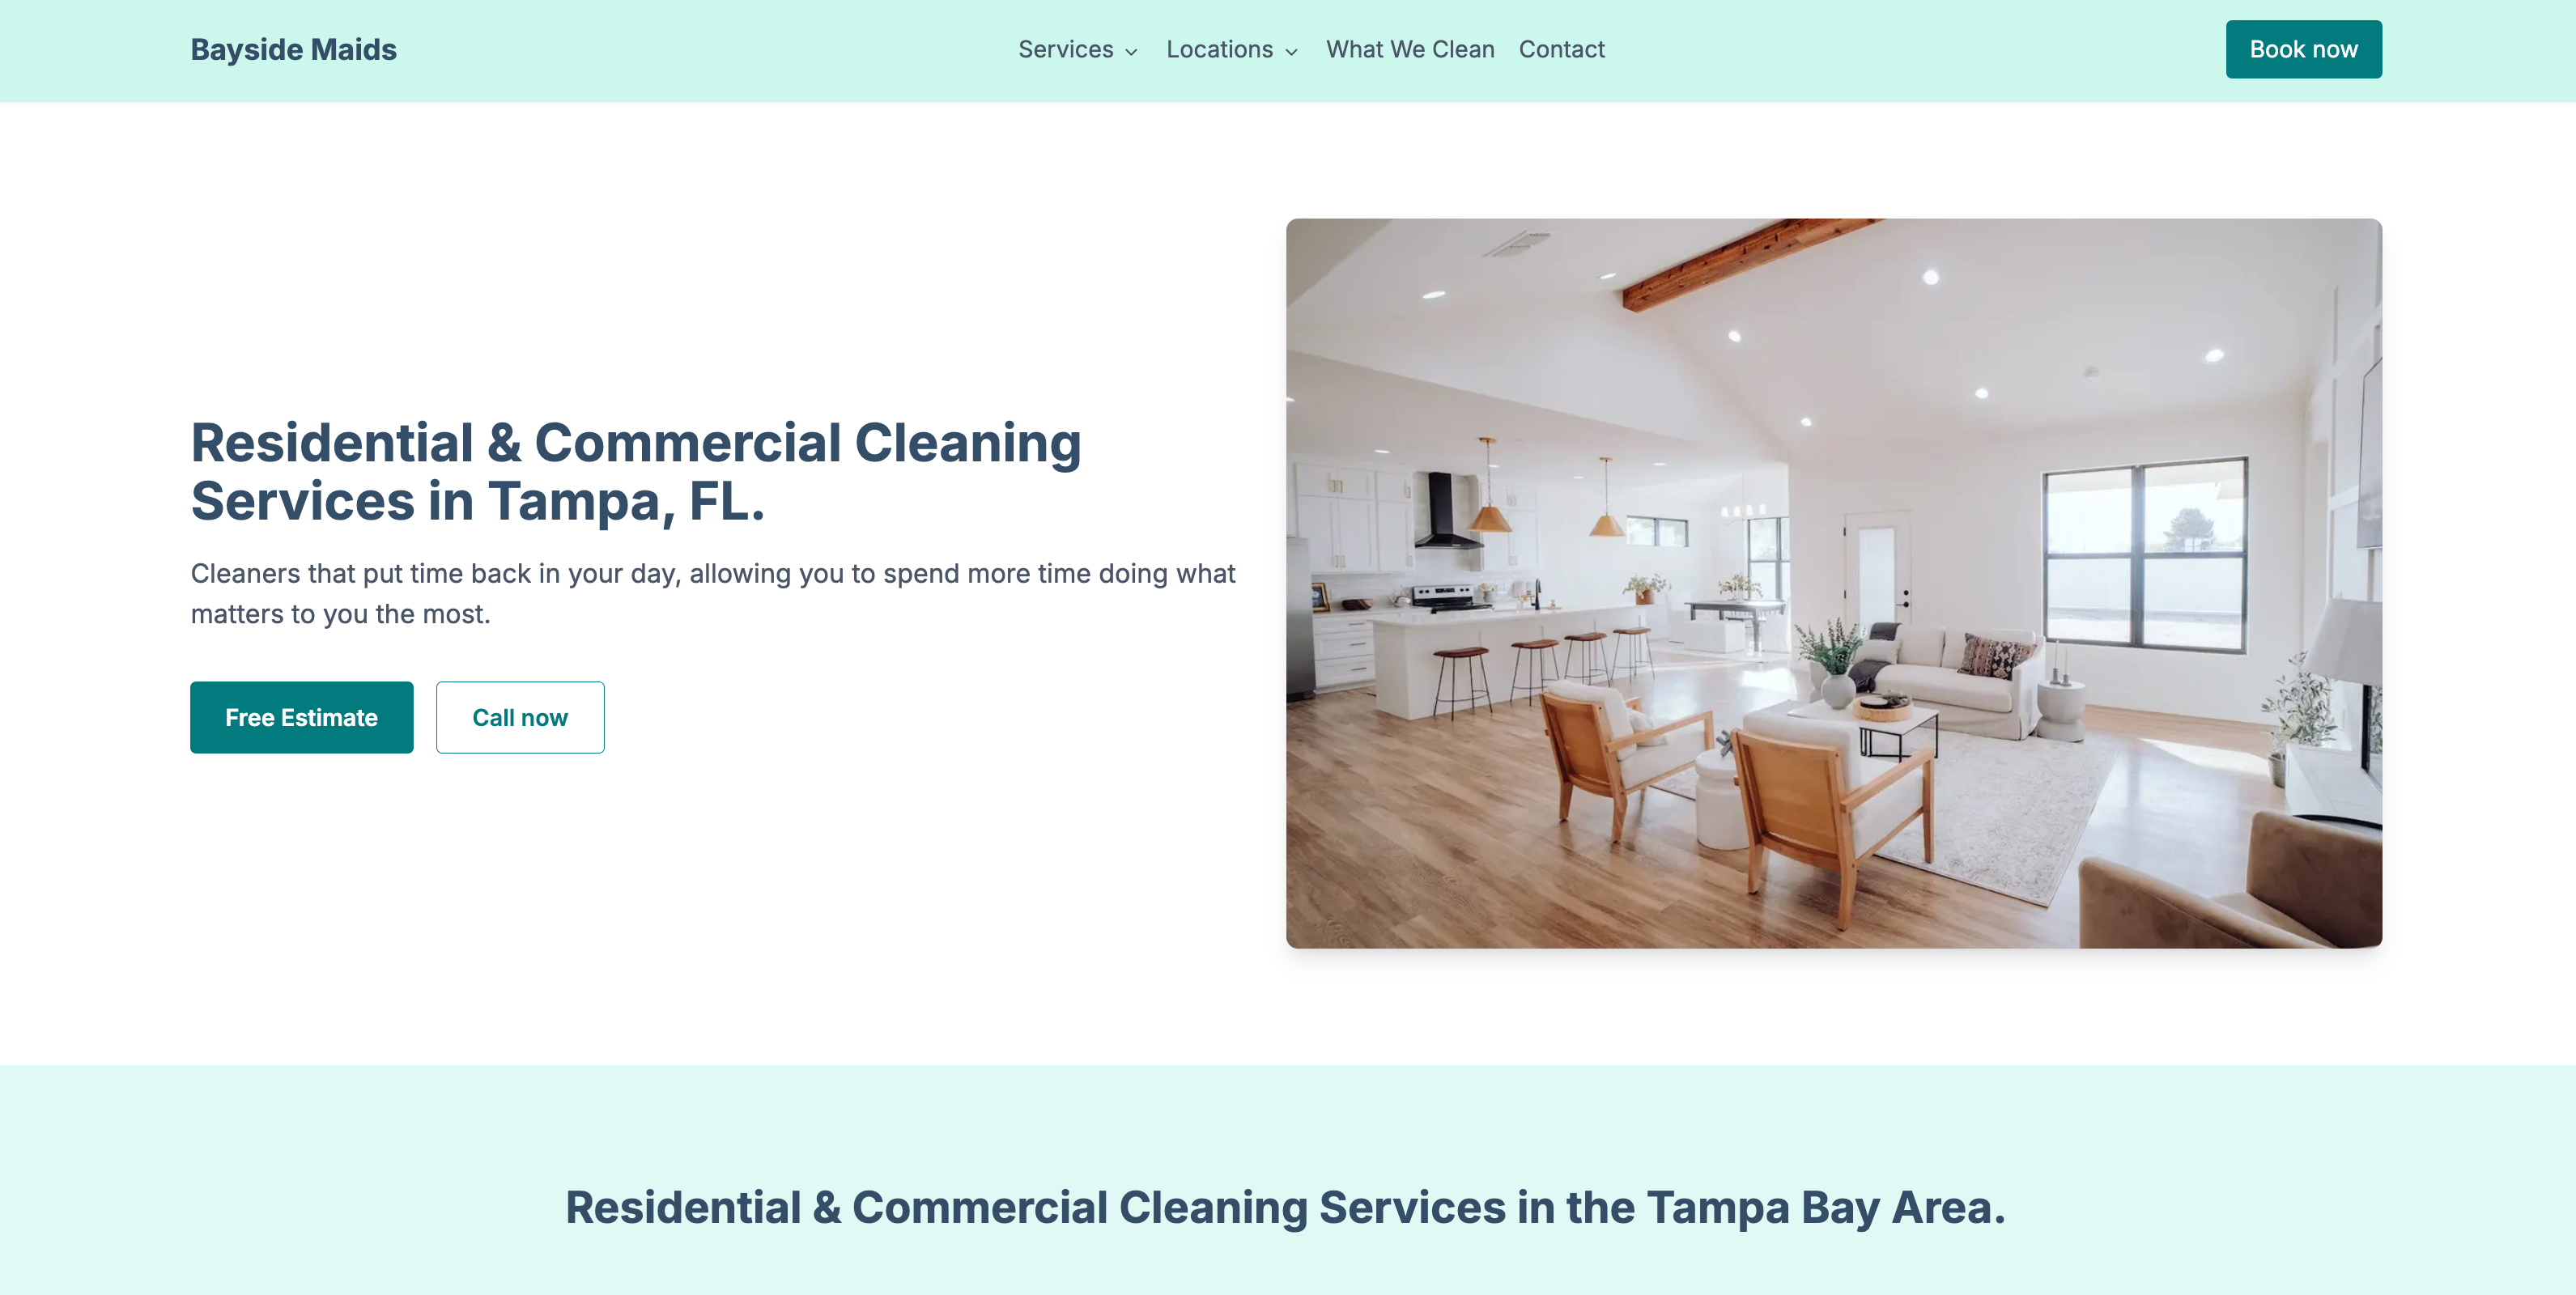 Bayside Maids
Services
Locations
What We Clean
Contact
Book now
Residential & Commercial Cleaning
Services in Tampa, FL.
Cleaners that put time back in your day, allowing you to spend more time doing what
matters to you the most.
Free Estimate
Call now
Residential & Commercial Cleaning Services in the Tampa Bay Area.